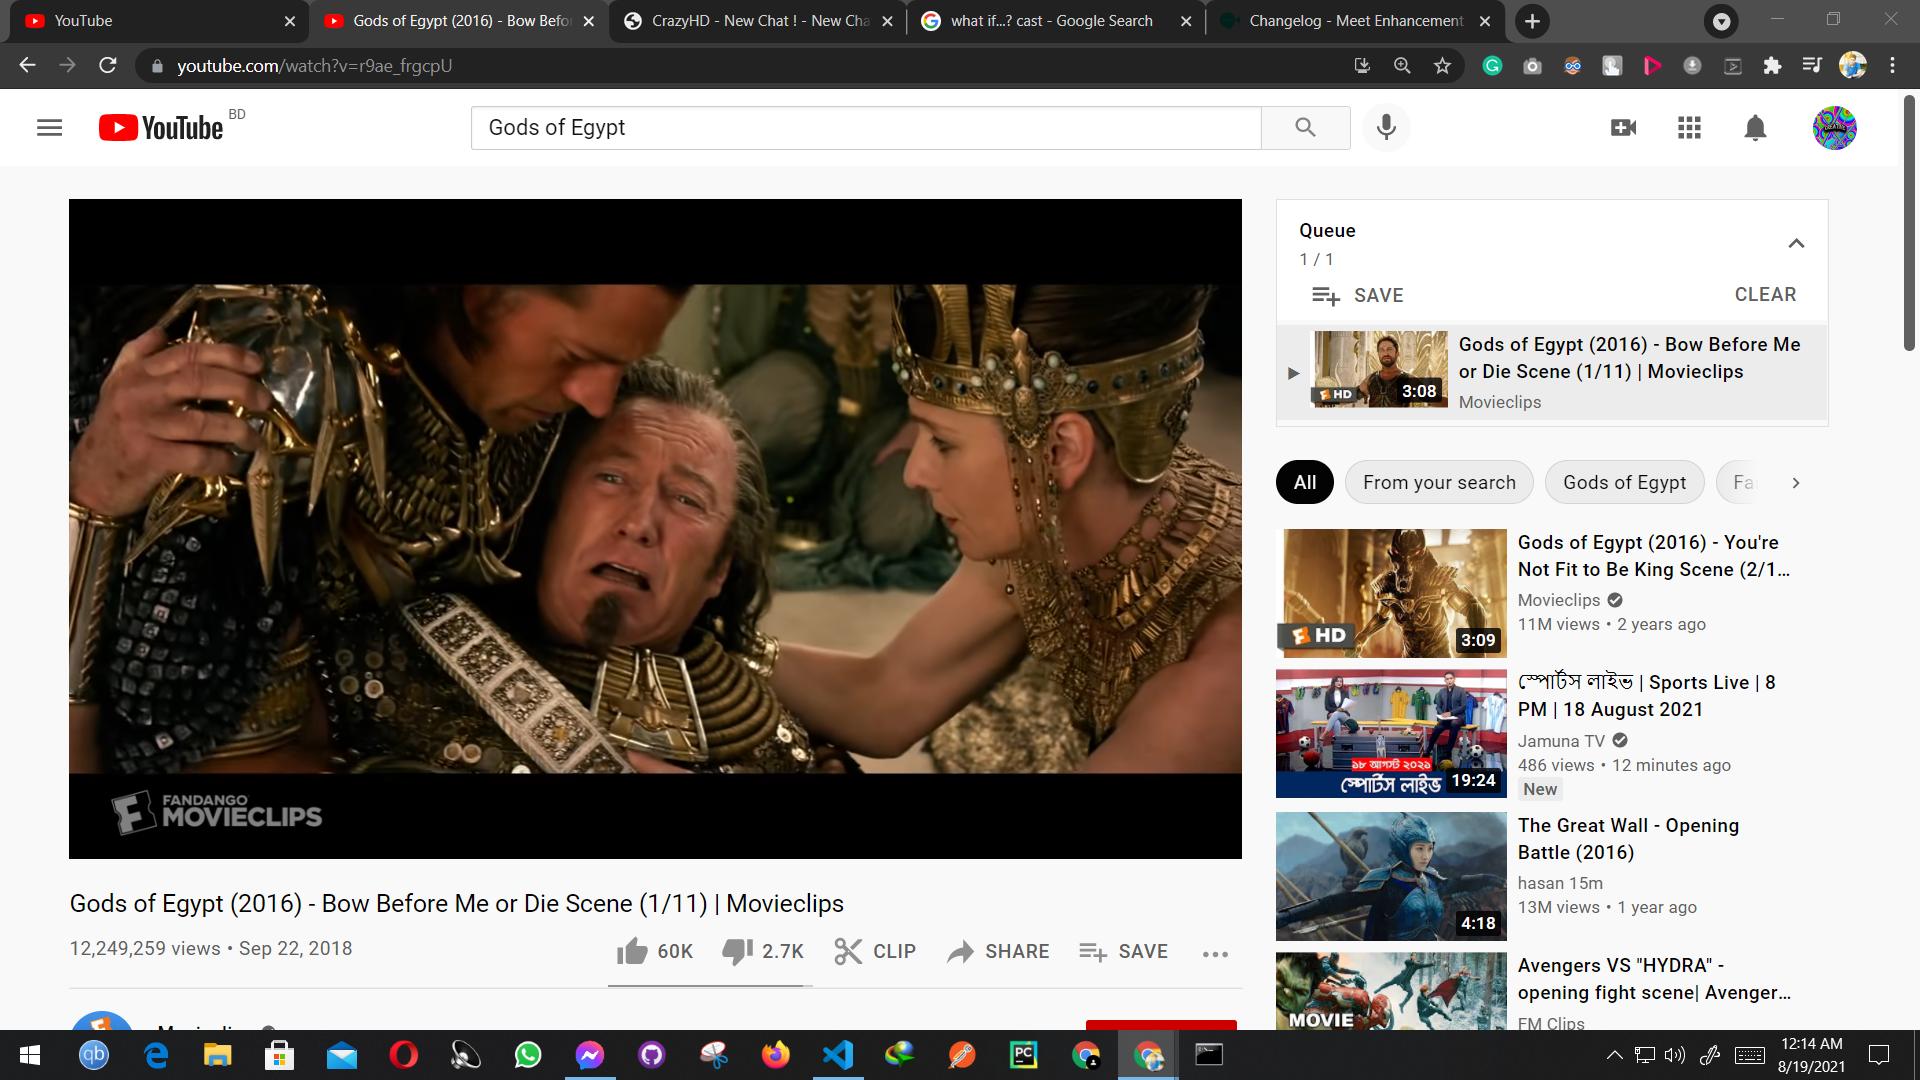 YouTube
Gods of Egypt (2016) - Bow Befo
CrazyHD - New Chat ! - New Cha
what if...? cast - Google Search
Changelog - Meet Enhancement
youtube.com/watch?v=r9ae_frgcpU
YouTube BD
Gods of Egypt
FANDANGO
MOVIECLIPS
Gods of Egypt (2016) - Bow Before Me or Die Scene (1/11) | Movieclips
12,249,259 views • Sep 22, 2018
60K
2.7K
CLIP
SHARE
SAVE
Queue
1 / 1
SAVE
CLEAR
HD
3:08
Gods of Egypt (2016) - Bow Before Me
or Die Scene (1/11) | Movieclips
Movieclips
All
From your search
Gods of Egypt
HD
3:09
Gods of Egypt (2016) - You're
Not Fit to Be King Scene (2/1...
Movieclips
11M views • 2 years ago
১৮ আগস্ট ২০২১
স্পোর্টস লাইভ
19:24
স্পোর্টস লাইভ | Sports Live | 8
PM | 18 August 2021
Jamuna TV
486 views • 12 minutes ago
New
4:18
The Great Wall - Opening
Battle (2016)
hasan 15m
13M views • 1 year ago
MOVIE
Avengers VS "HYDRA" -
opening fight scene| Avenger...
FM Clips
qb
PC
12:14 AM
8/19/2021